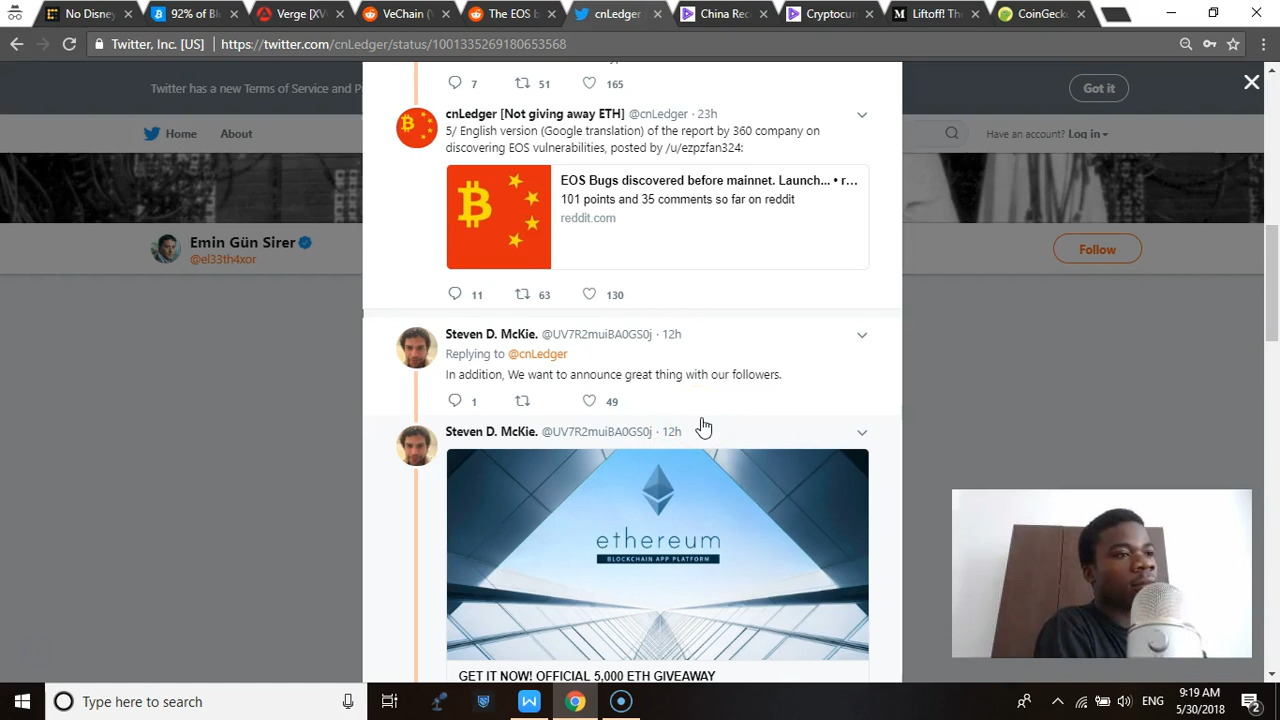 No Disney
92% of Bl
Verge [XV
VeChain (V
The EOS b
cnLedger
China Rec
Cryptocur
Liftoff! The
CoinGeck
Twitter, Inc. [US]
https://twitter.com/cnLedger/status/1001335269180653568
Twitter has a new Terms of Service and P
Got it
Home
About
Have an account? Log in
7
51
165
cnLedger [Not giving away ETH] @cnLedger · 23h
5/ English version (Google translation) of the report by 360 company on
discovering EOS vulnerabilities, posted by /u/ezpzfan324:
EOS Bugs discovered before mainnet. Launch... • r...
101 points and 35 comments so far on reddit
reddit.com
Emin Gün Sirer
@el33th4xor
Follow
11
63
130
Steven D. McKie. @UV7R2muiBA0GS0j · 12h
Replying to @cnLedger
In addition, We want to announce great thing with our followers.
1
49
Steven D. McKie. @UV7R2muiBA0GS0j · 12h
ethereum
BLOCKCHAIN APP PLATFORM
GET IT NOW! OFFICIAL 5,000 ETH GIVEAWAY
Type here to search
W
ENG
9:19 AM
5/30/2018
2